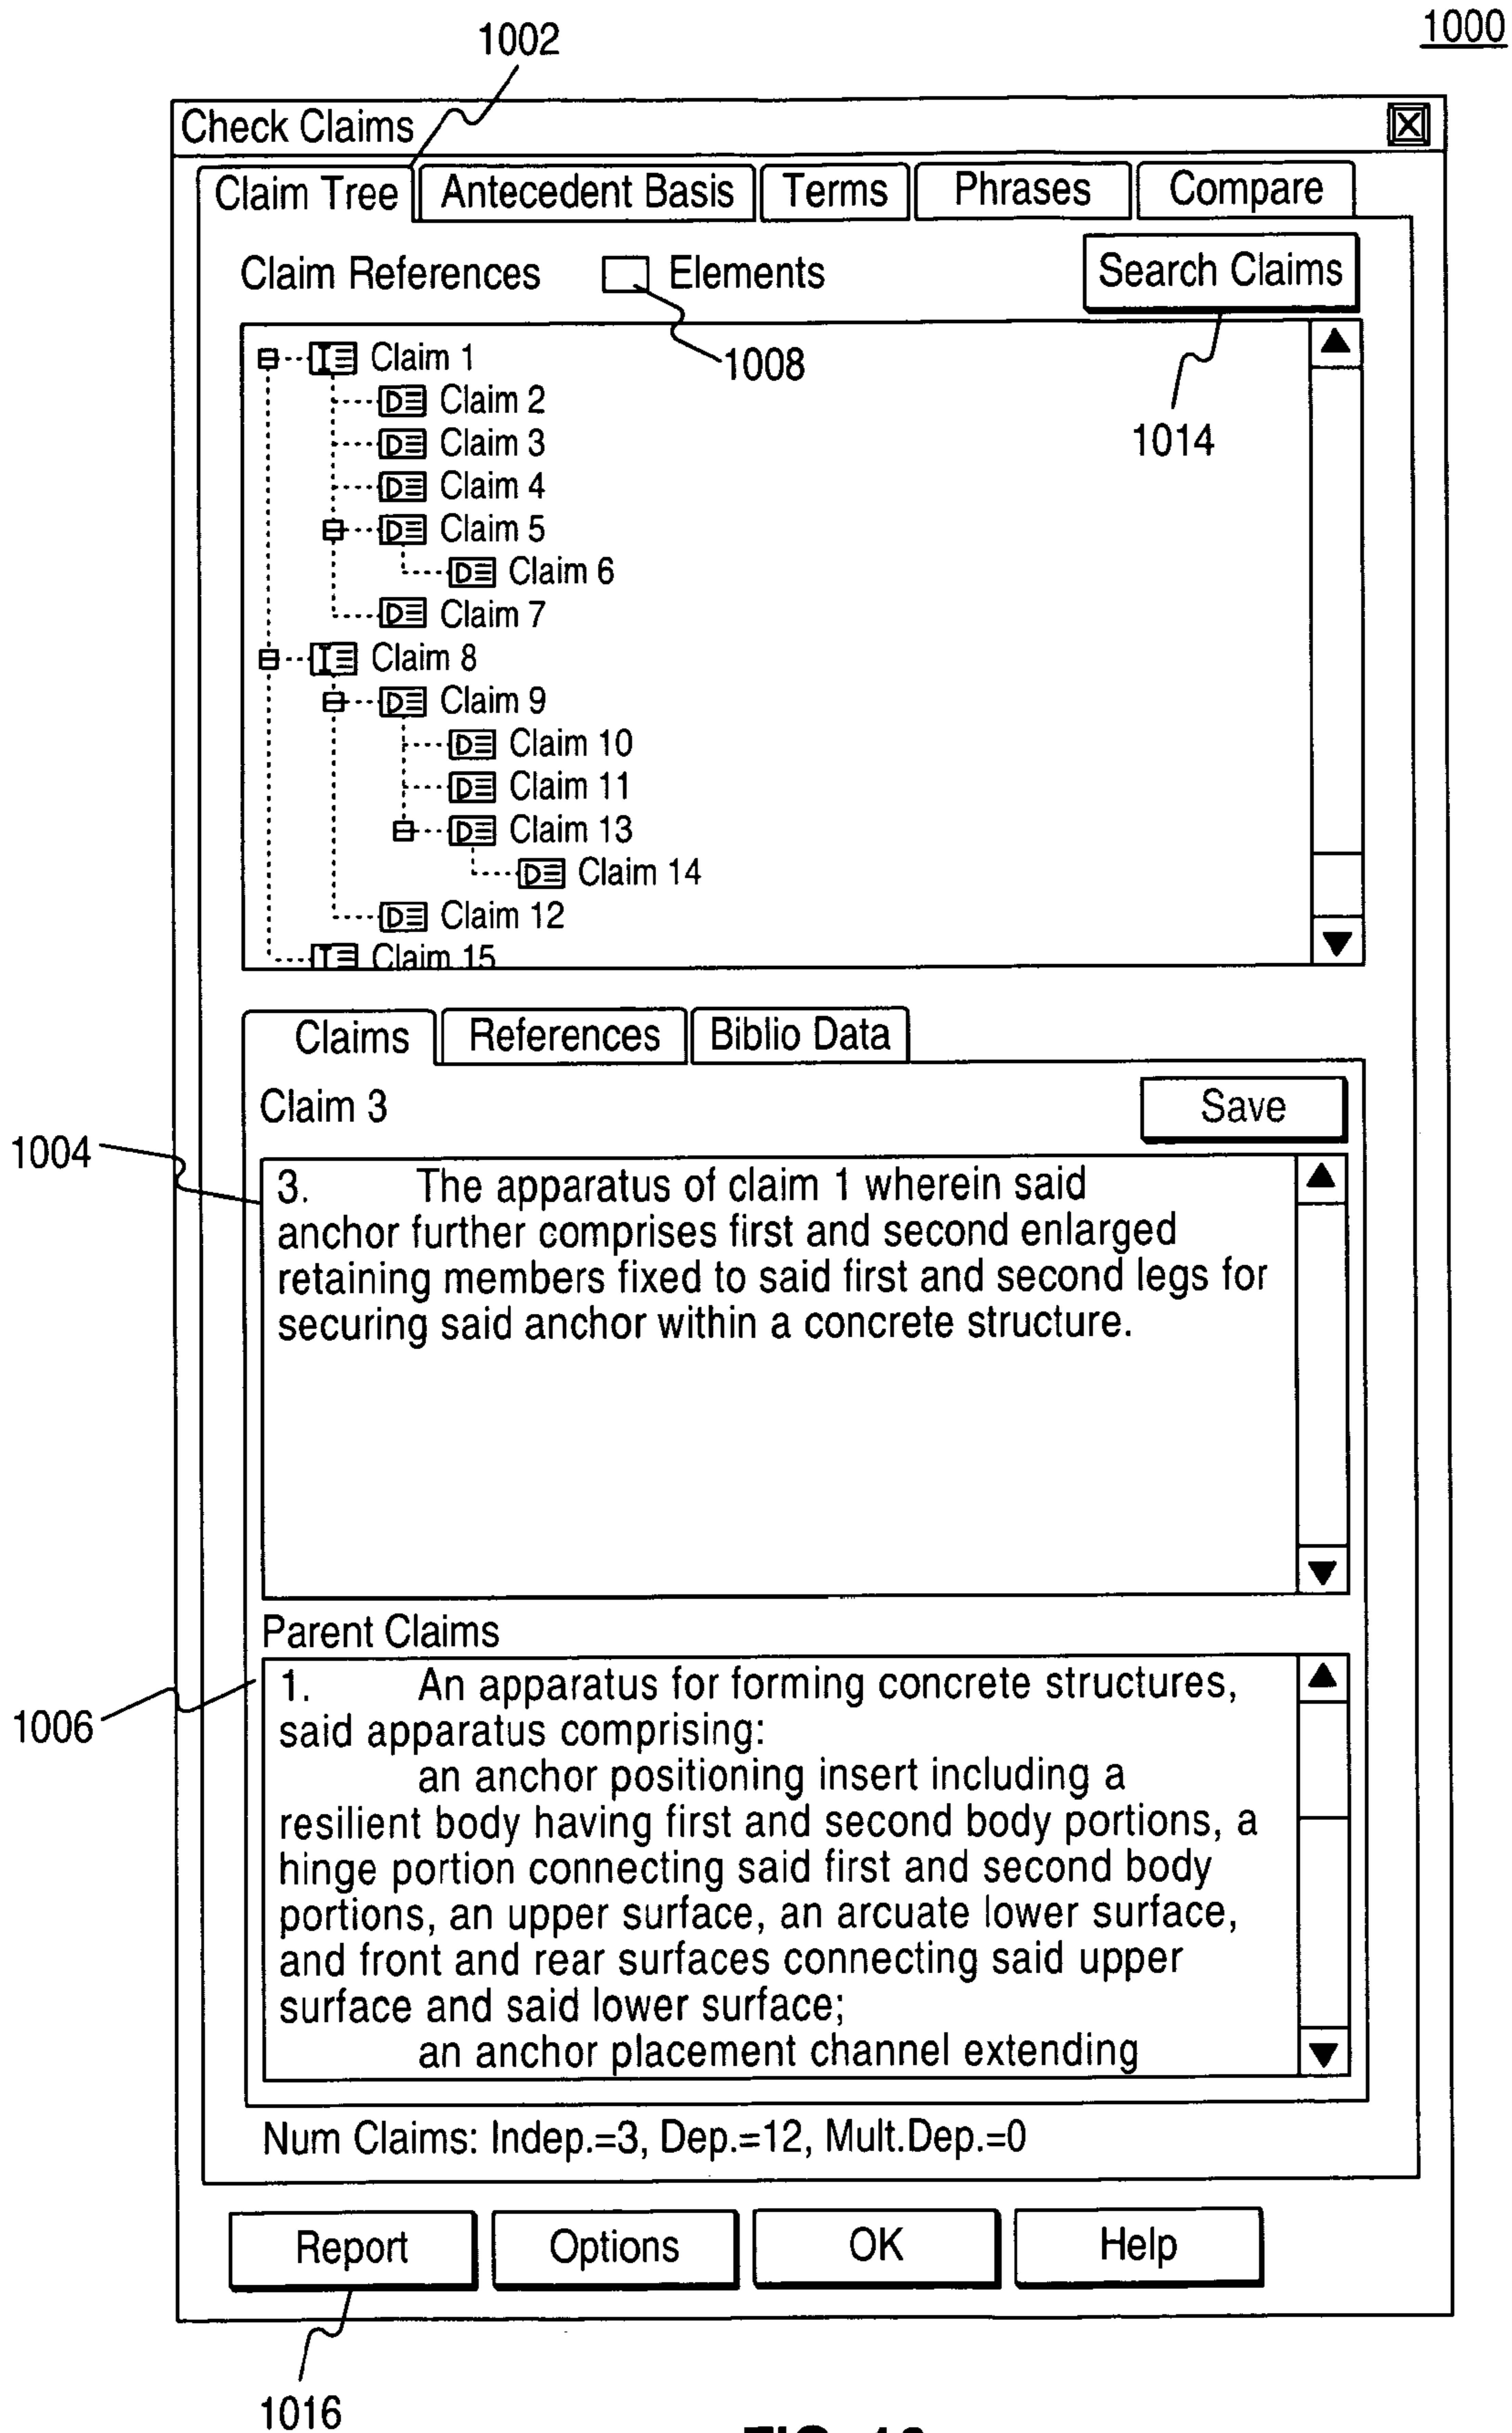 1000
1002
Check Claims
Claim Tree Antecedent Basis Terms Phrases Compare
Claim References Elements Search Claims
1008
1014
Claim 1
Claim 2
Claim 3
Claim 4
Claim 5
Claim 6
Claim 7
Claim 8
Claim 9
Claim 10
Claim 11
Claim 13
Claim 14
Claim 12
Claim 15
Claims References Biblio Data
Claim 3 Save
1004
3. The apparatus of claim 1 wherein said
anchor further comprises first and second enlarged
retaining members fixed to said first and second legs for
securing said anchor within a concrete structure.
Parent Claims
1006
1. An apparatus for forming concrete structures,
said apparatus comprising:
an anchor positioning insert including a
resilient body having first and second body portions, a
hinge portion connecting said first and second body
portions, an upper surface, an arcuate lower surface,
and front and rear surfaces connecting said upper
surface and said lower surface;
an anchor placement channel extending
Num Claims: Indep.=3, Dep.=12, Mult.Dep.=0
Report Options OK Help
1016